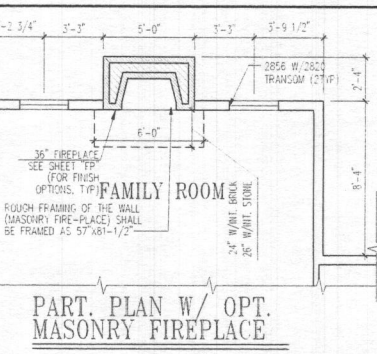 -2 3/4" 3'-3" 5'-0" 3'-3" 3'-9 1/2"
2856 W/2820
TRANSOM (2TYP)
2'-4"
6'-0"
36" FIREPLACE
SEE SHEET "FP"
(FOR FINISH
OPTIONS, TYP)
FAMILY ROOM
ROUGH FRAMING OF THE WALL
(MASONRY FIRE-PLACE) SHALL
BE FRAMED AS 57"X81-1/2"
24" W/INT. BRICK
26" W/INT. STONE
8'-4"
PART. PLAN W/ OPT.
MASONRY FIREPLACE